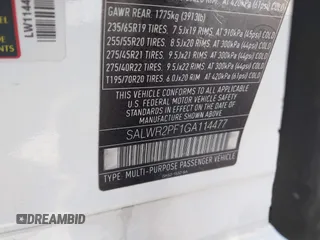 GAWR REAR. 1775kg (3913lb)
235/65R19 TIRES, 7.5Jx19 RIMS, AT 310kPa (45psi) COLD
255/55R20 TIRES, 8.5Jx20 RIMS, AT 300kPa (44psi) COLD
275/45R21 TIRES, 9.5Jx21 RIMS, AT 300kPa (44psi) COLD
275/40R22 TIRES, 9.5Jx22 RIMS, AT 300kPa (44psi) COLD
T195/70R20 TIRES, 4.0Jx20 RIM, AT 420kPa (61psi) COLD
THIS VEHICLE CONFORMS TO ALL APPLICABLE
U.S. FEDERAL MOTOR VEHICLE SAFETY
STANDARDS IN EFFECT ON THE DATE OF
MANUFACTURE SHOWN ABOVE.
SALWR2PF1GA114477
TYPE: MULTI-PURPOSE PASSENGER VEHICLE
LW1144
DREAMBID